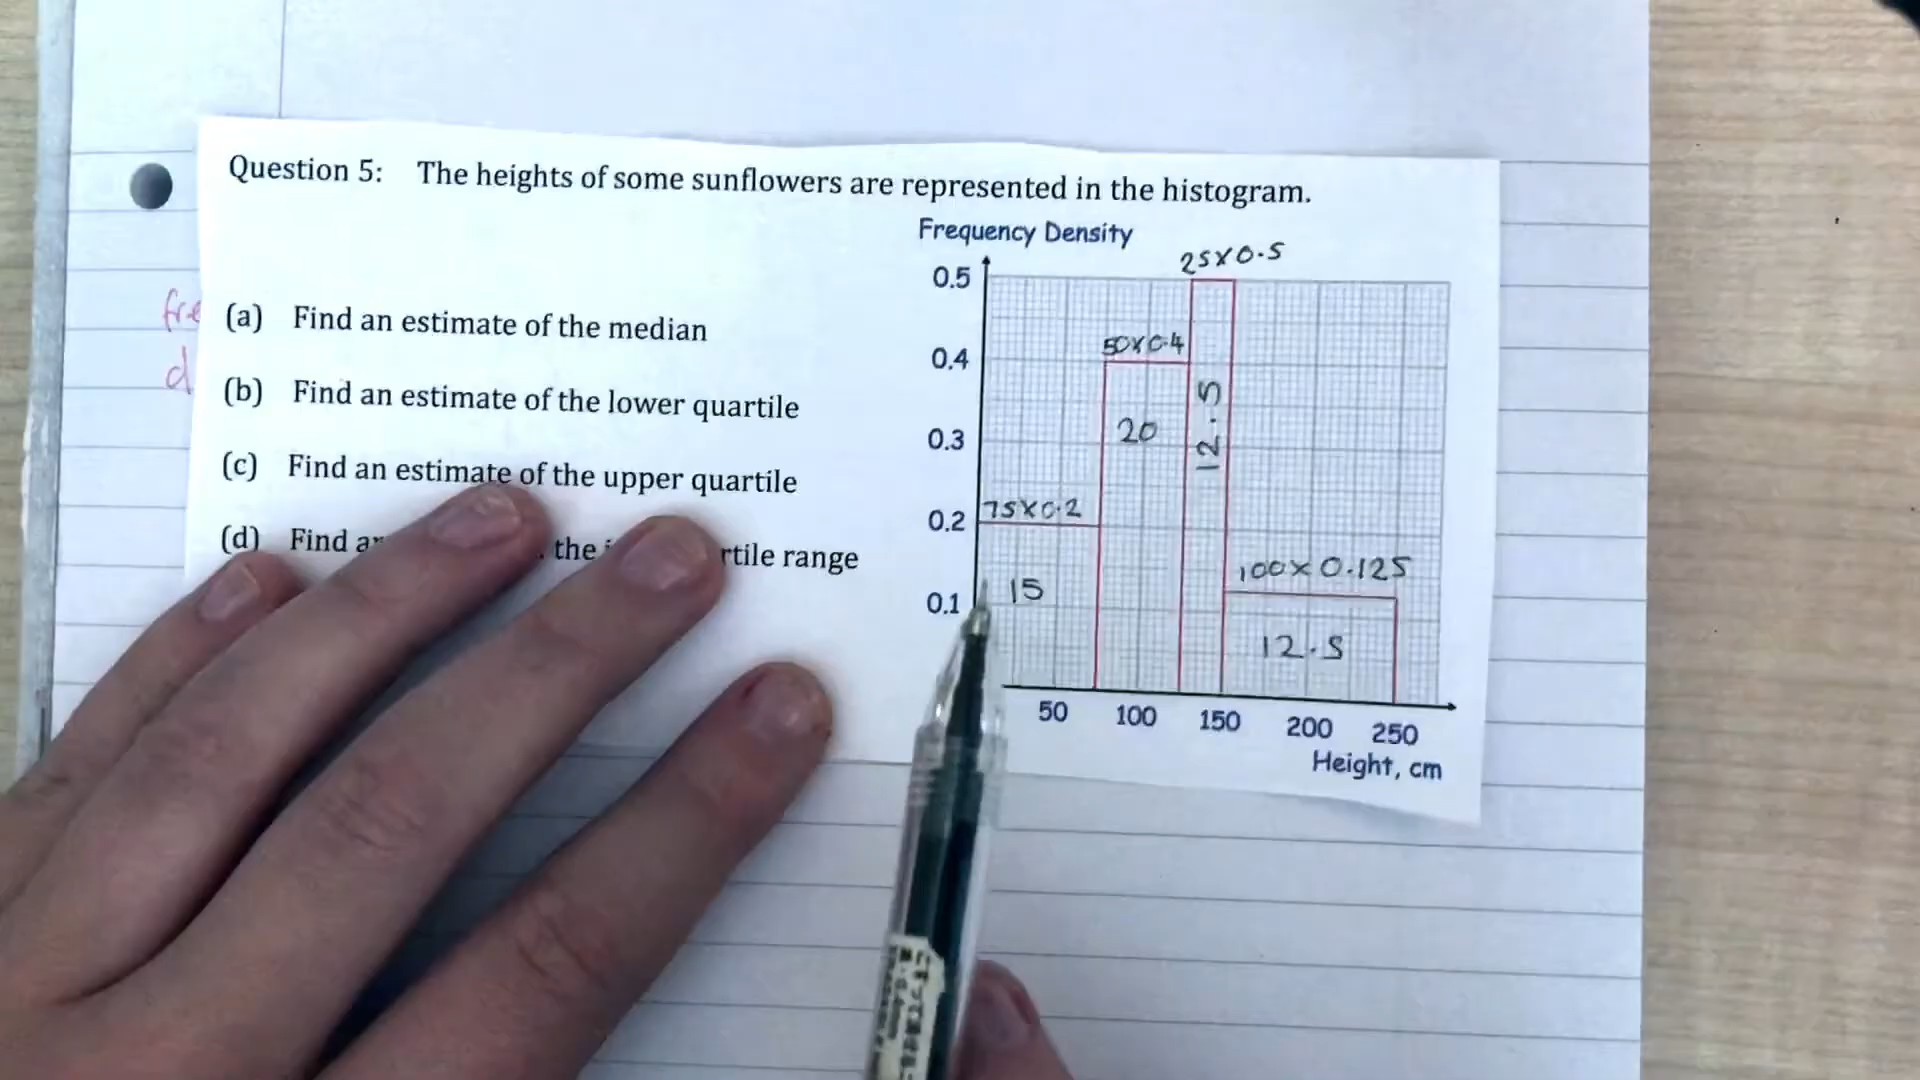 Question 5: The heights of some sunflowers are represented in the histogram.
Frequency Density
25×0.5
0.5
fre
(a) Find an estimate of the median
50×0.4
0.4
d
(b) Find an estimate of the lower quartile
12.5
20
0.3
(c) Find an estimate of the upper quartile
75×0.2
0.2
(d) Find the rtile range
100×0.125
15
0.1
12.5
50 100 150 200 250
Height, cm